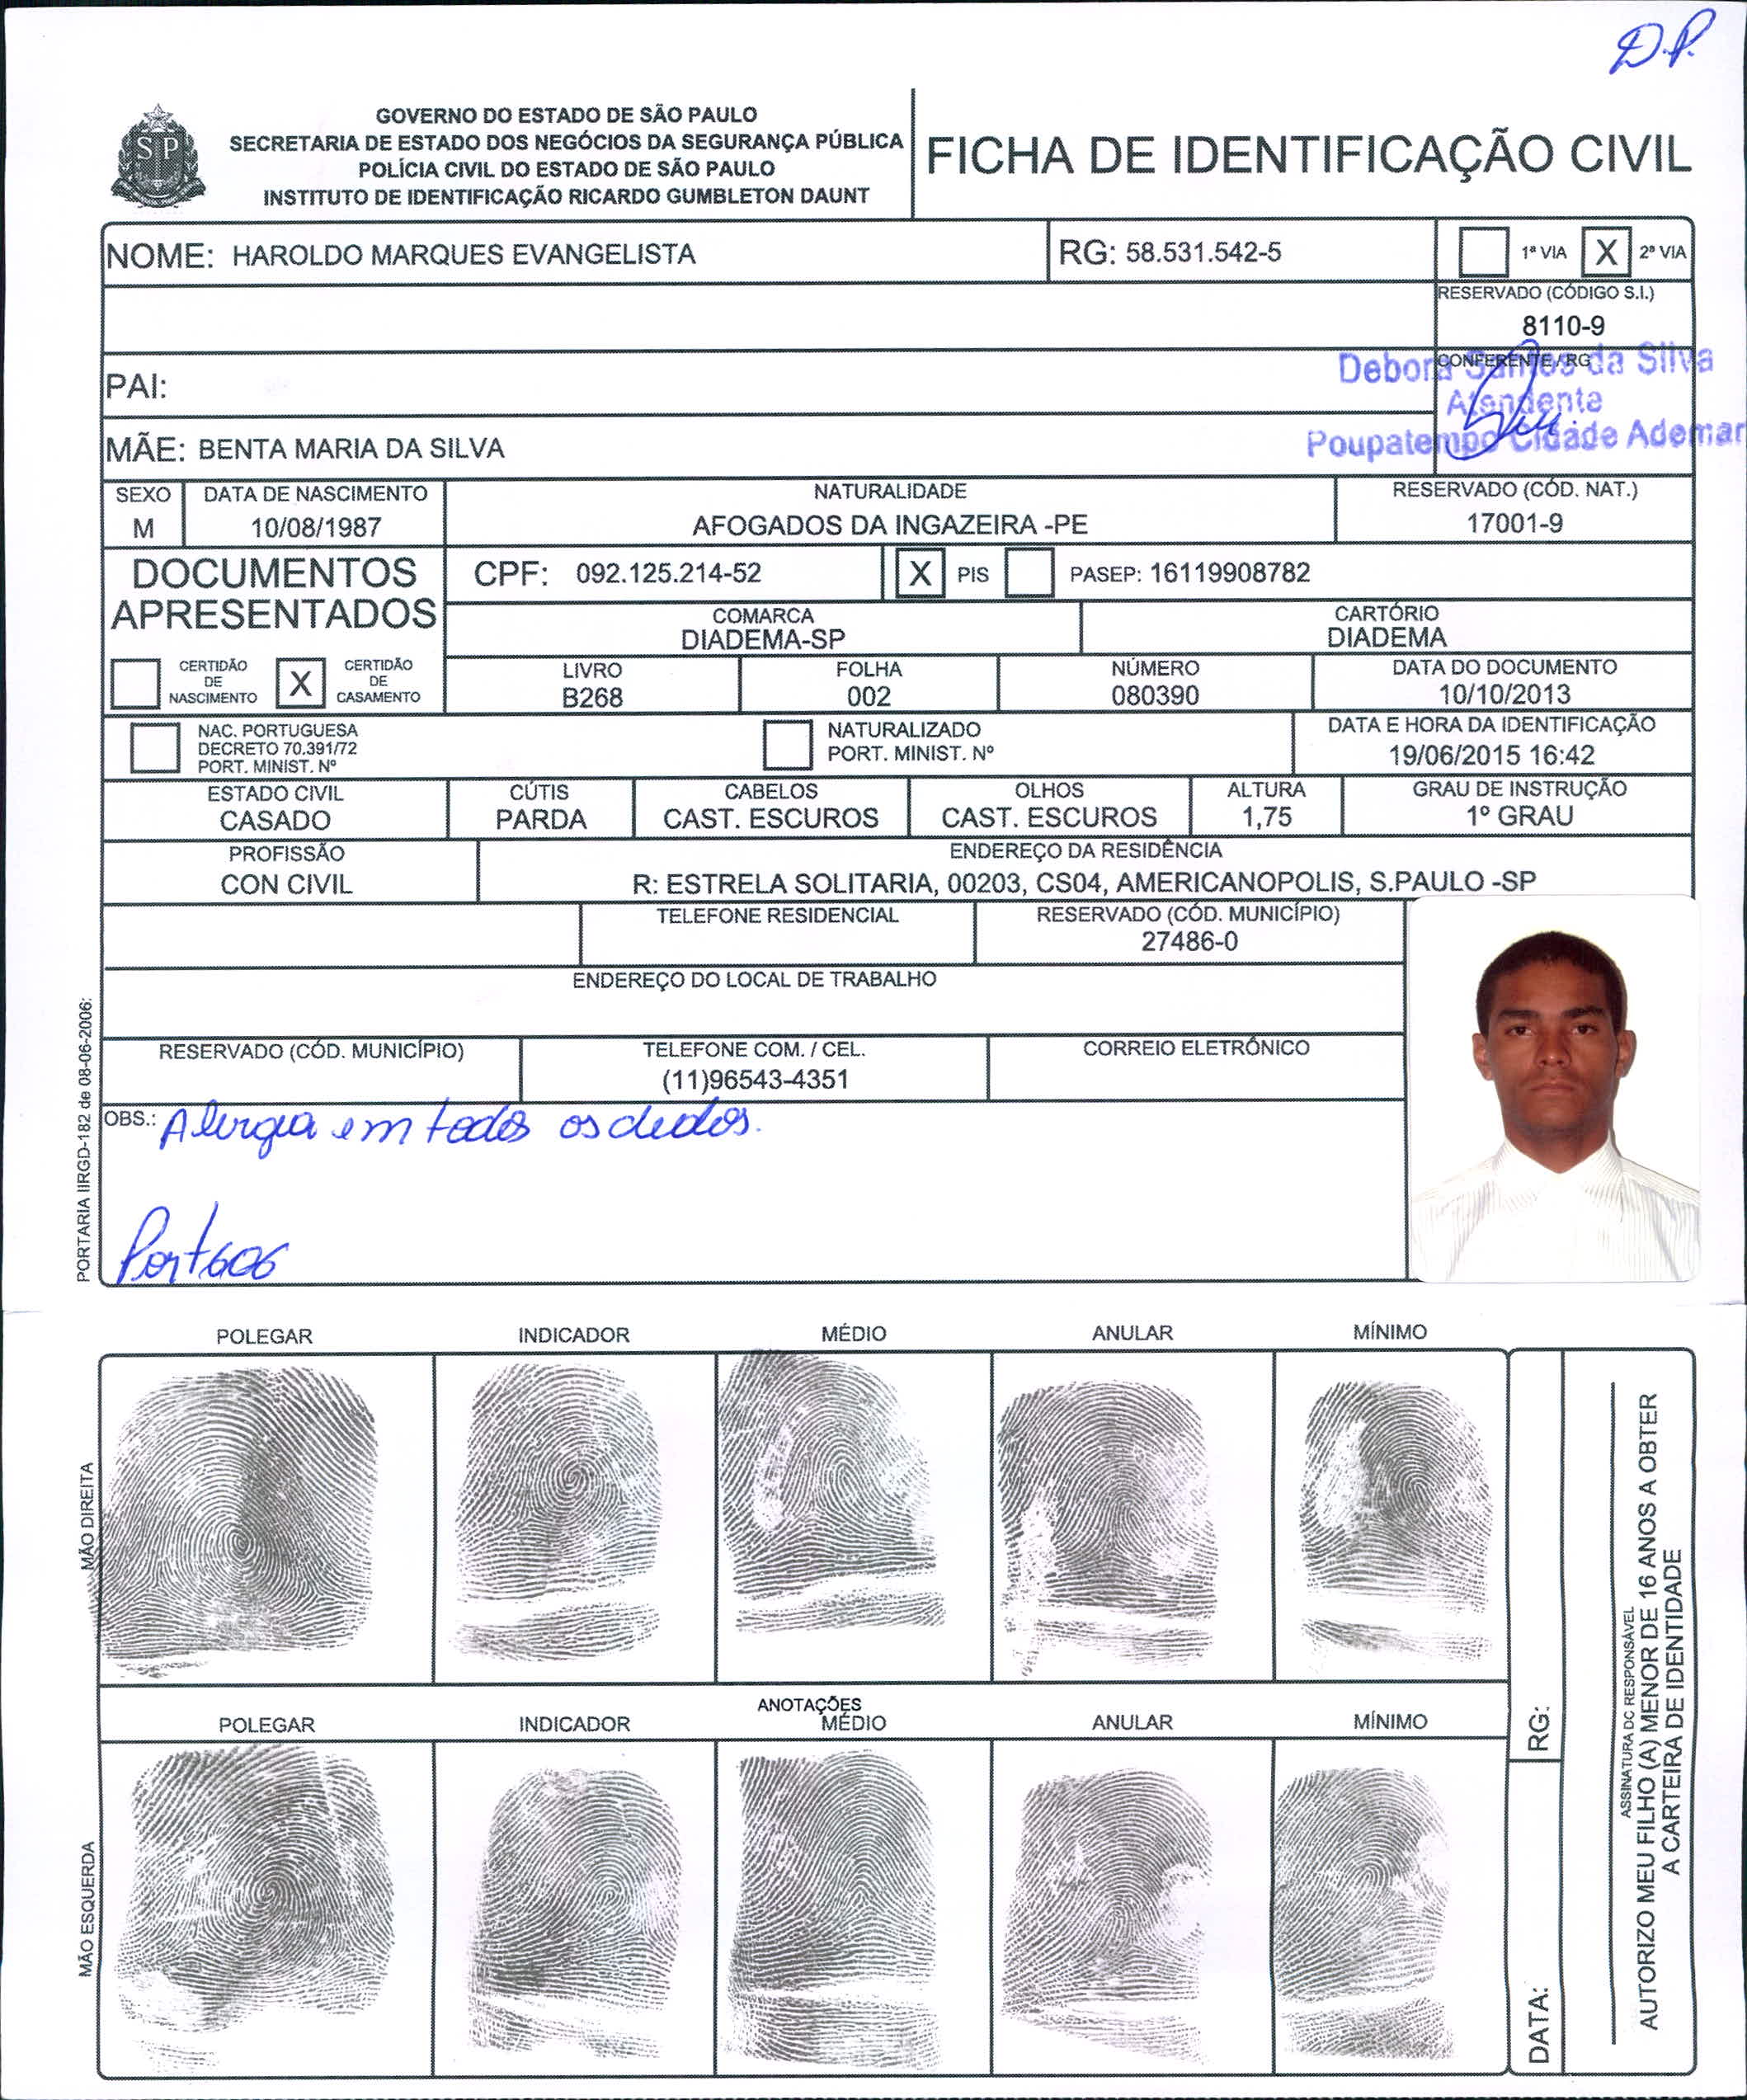 D.P.
GOVERNO DO ESTADO DE SÃO PAULO
SECRETARIA DE ESTADO DOS NEGÓCIOS DA SEGURANÇA PÚBLICA
POLÍCIA CIVIL DO ESTADO DE SÃO PAULO
INSTITUTO DE IDENTIFICAÇÃO RICARDO GUMBLETON DAUNT
SP
FICHA DE IDENTIFICAÇÃO CIVIL
NOME: HAROLDO MARQUES EVANGELISTA
RG: 58.531.542-5
1ª VIA X 2ª VIA
RESERVADO (CÓDIGO S.I.)
8110-9
PAI:
CONFERENTE/RG
Debora Santos da Silva
Atendente
Poupatempo Cidade Ademar
MÃE: BENTA MARIA DA SILVA
SEXO
M
DATA DE NASCIMENTO
10/08/1987
NATURALIDADE
AFOGADOS DA INGAZEIRA -PE
RESERVADO (CÓD. NAT.)
17001-9
DOCUMENTOS
APRESENTADOS
CPF: 092.125.214-52
X PIS PASEP: 16119908782
COMARCA
DIADEMA-SP
CARTÓRIO
DIADEMA
CERTIDÃO
DE
NASCIMENTO
X
CERTIDÃO
DE
CASAMENTO
LIVRO
B268
FOLHA
002
NÚMERO
080390
DATA DO DOCUMENTO
10/10/2013
NAC. PORTUGUESA
DECRETO 70.391/72
PORT. MINIST. Nº
NATURALIZADO
PORT. MINIST. Nº
DATA E HORA DA IDENTIFICAÇÃO
19/06/2015 16:42
ESTADO CIVIL
CASADO
CÚTIS
PARDA
CABELOS
CAST. ESCUROS
OLHOS
CAST. ESCUROS
ALTURA
1,75
GRAU DE INSTRUÇÃO
1º GRAU
PROFISSÃO
CON CIVIL
ENDEREÇO DA RESIDÊNCIA
R: ESTRELA SOLITARIA, 00203, CS04, AMERICANOPOLIS, S.PAULO -SP
TELEFONE RESIDENCIAL
RESERVADO (CÓD. MUNICÍPIO)
27486-0
ENDEREÇO DO LOCAL DE TRABALHO
RESERVADO (CÓD. MUNICÍPIO)
TELEFONE COM. / CEL.
(11)96543-4351
CORREIO ELETRÔNICO
OBS.: Alergia em todos os dedos.
Port606
PORTARIA IIRGD-182 de 08-06-2006:
POLEGAR INDICADOR MÉDIO ANULAR MÍNIMO
MÃO DIREITA
ANOTAÇÕES
POLEGAR INDICADOR MÉDIO ANULAR MÍNIMO
MÃO ESQUERDA
RG:
DATA:
ASSINATURA DO RESPONSÁVEL
AUTORIZO MEU FILHO (A) MENOR DE 16 ANOS A OBTER
A CARTEIRA DE IDENTIDADE